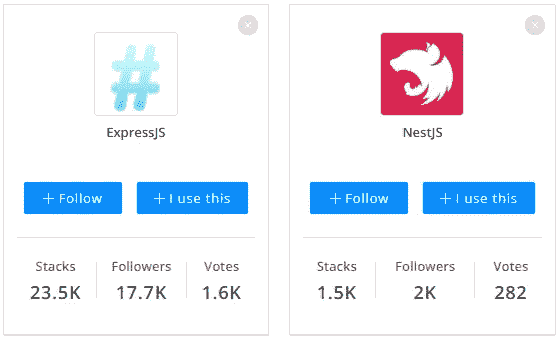 ExpressJS
+ Follow
+ I use this
Stacks
Followers
Votes
23.5K
17.7K
1.6K
NestJS
+ Follow
+ I use this
Stacks
Followers
Votes
1.5K
2K
282